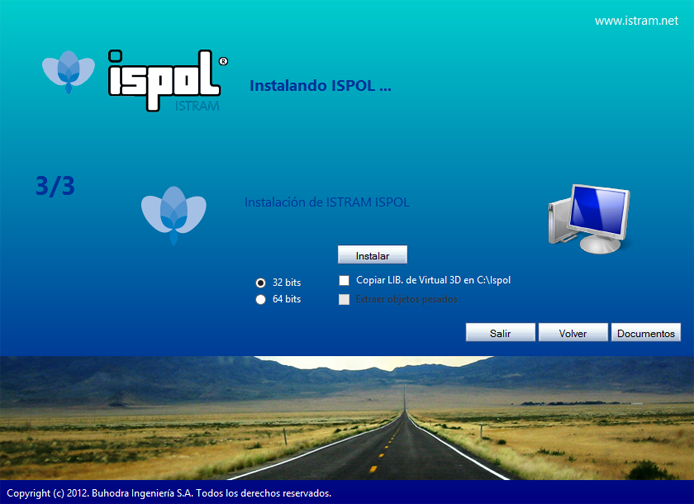 www.istram.net
ispol®
ISTRAM
Instalando ISPOL ...
3/3
Instalación de ISTRAM ISPOL
Instalar
32 bits
Copiar LIB. de Virtual 3D en C:\Ispol
64 bits
Extraer objetos pesados
Salir
Volver
Documentos
Copyright (c) 2012. Buhodra Ingeniería S.A. Todos los derechos reservados.